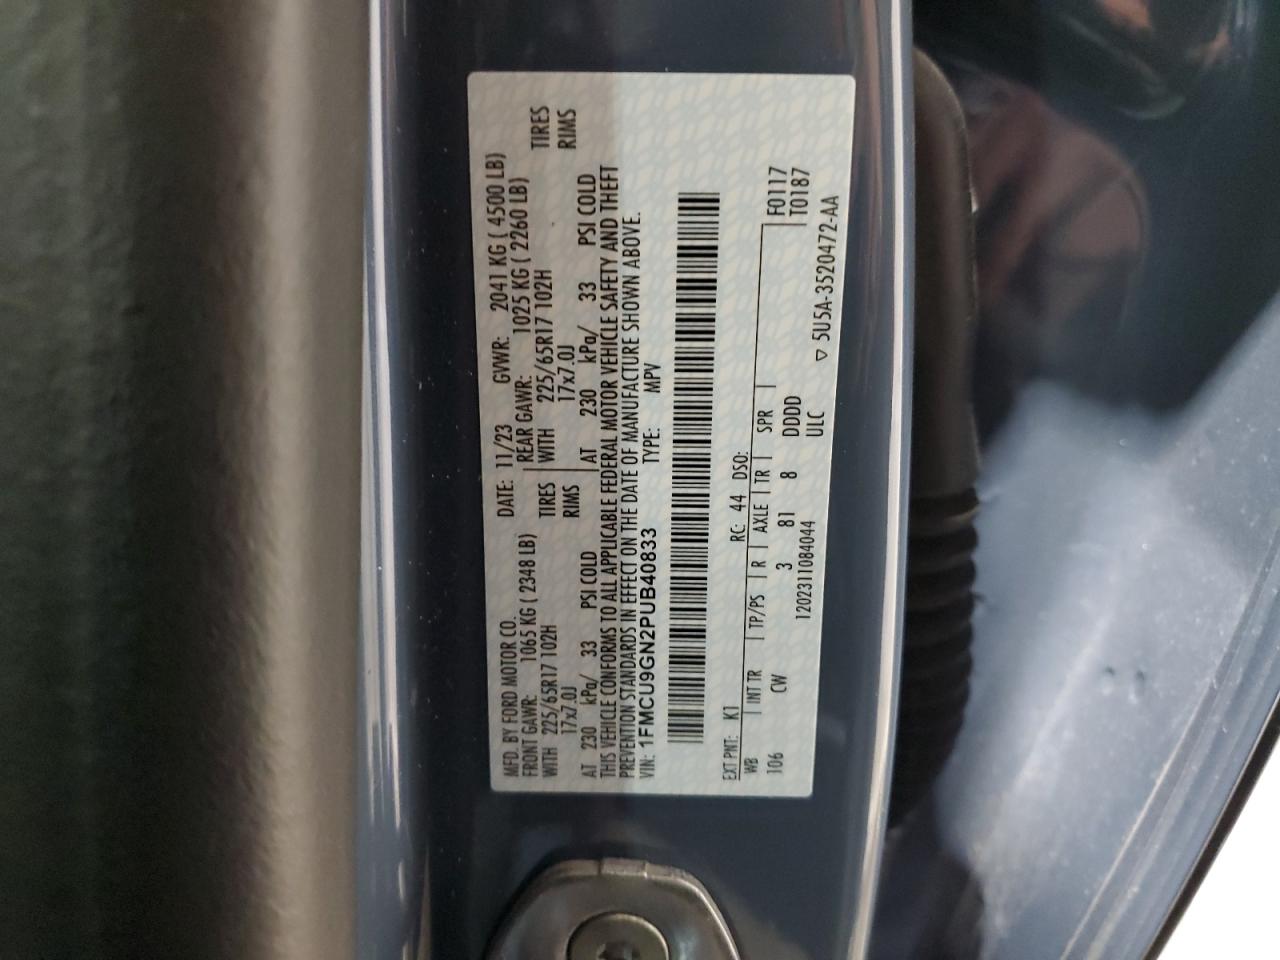 MFD. BY FORD MOTOR CO.
DATE: 11/23 GVWR: 2041 KG ( 4500 LB)
FRONT GAWR: 1065 KG ( 2348 LB) REAR GAWR: 1025 KG ( 2260 LB)
WITH 225/65R17 102H TIRES WITH 225/65R17 102H TIRES
17x7.0J RIMS 17x7.0J RIMS
AT 230 kPa/ 33 PSI COLD AT 230 kPa/ 33 PSI COLD
THIS VEHICLE CONFORMS TO ALL APPLICABLE FEDERAL MOTOR VEHICLE SAFETY AND THEFT
PREVENTION STANDARDS IN EFFECT ON THE DATE OF MANUFACTURE SHOWN ABOVE.
VIN: 1FMCU9GN2PUB40833 TYPE: MPV
EXT PNT: K1 RC: 44 DSO:
WB INT TR TP/PS R AXLE TR SPR F0117
106 CW 3 81 8 DDDD T0187
1202311084044 ULC
▽ 5U5A-3520472-AA